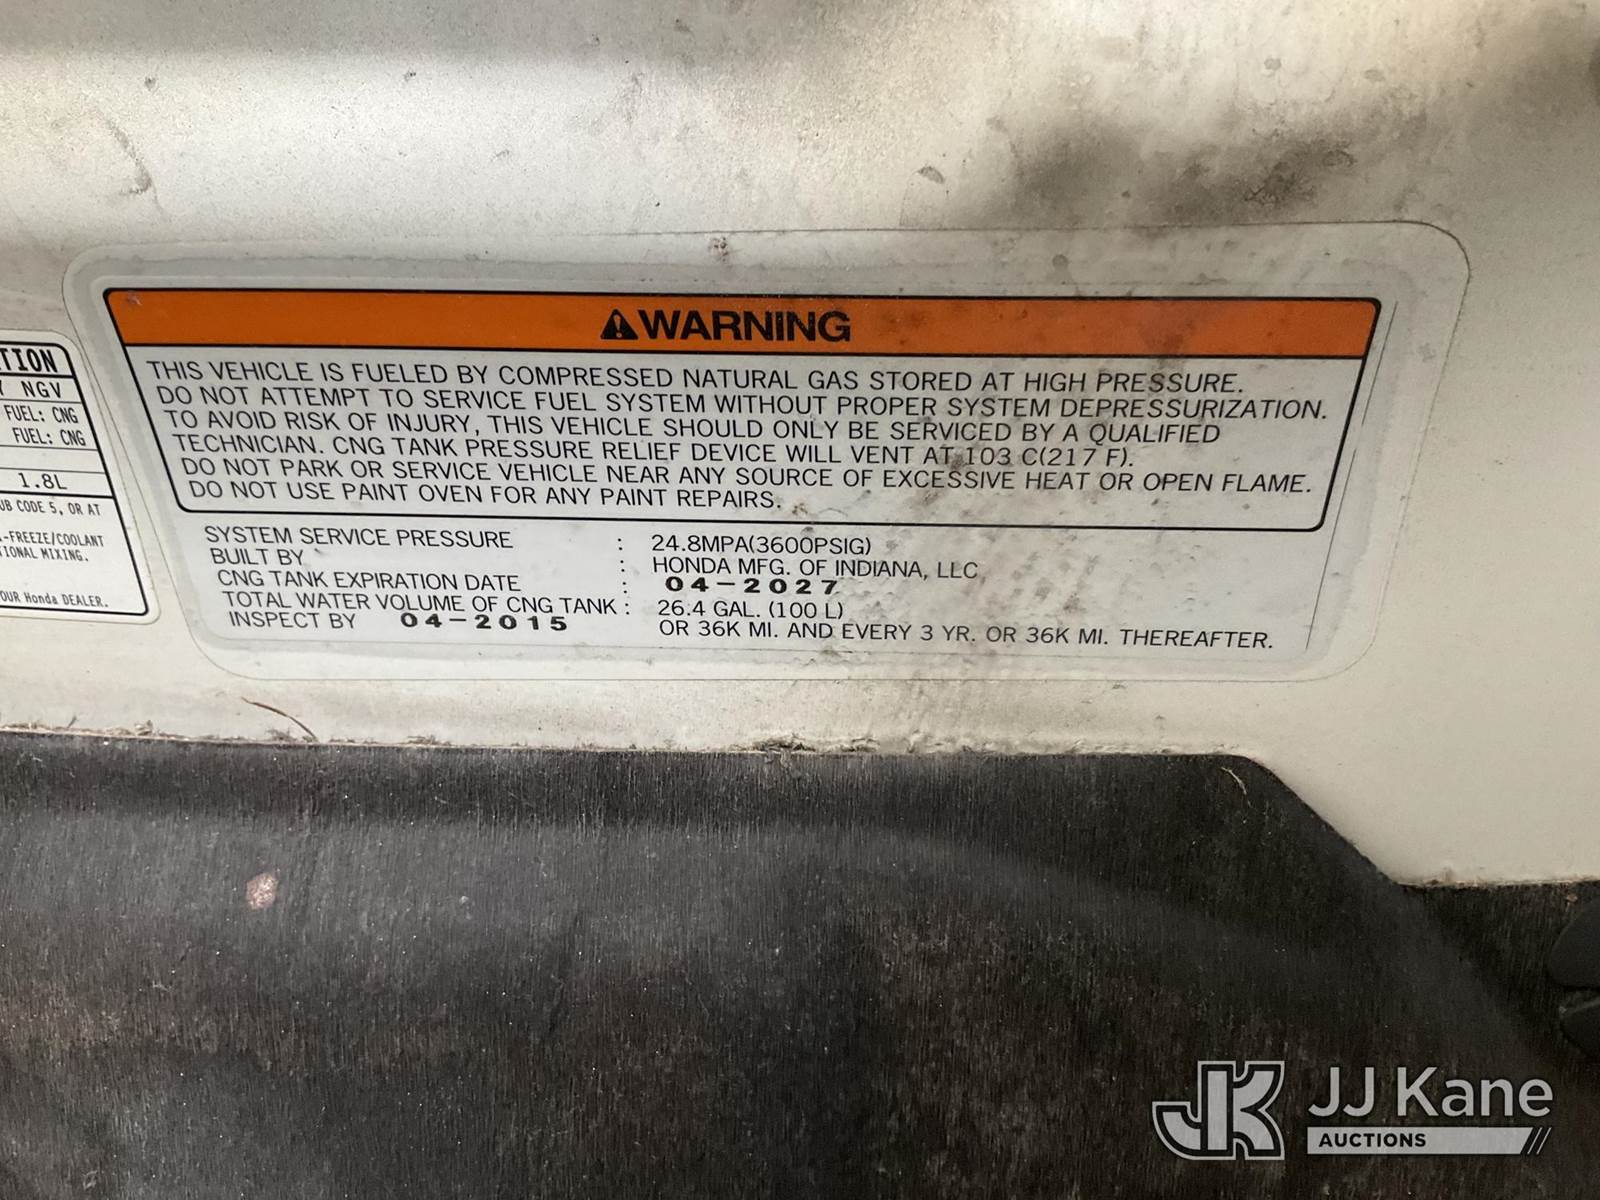 WARNING
THIS VEHICLE IS FUELED BY COMPRESSED NATURAL GAS STORED AT HIGH PRESSURE.
DO NOT ATTEMPT TO SERVICE FUEL SYSTEM WITHOUT PROPER SYSTEM DEPRESSURIZATION.
TO AVOID RISK OF INJURY, THIS VEHICLE SHOULD ONLY BE SERVICED BY A QUALIFIED
TECHNICIAN. CNG TANK PRESSURE RELIEF DEVICE WILL VENT AT 103 C(217 F).
DO NOT PARK OR SERVICE VEHICLE NEAR ANY SOURCE OF EXCESSIVE HEAT OR OPEN FLAME.
DO NOT USE PAINT OVEN FOR ANY PAINT REPAIRS.
SYSTEM SERVICE PRESSURE : 24.8MPA(3600PSIG)
BUILT BY : HONDA MFG. OF INDIANA, LLC
CNG TANK EXPIRATION DATE : 04-2027
TOTAL WATER VOLUME OF CNG TANK : 26.4 GAL. (100 L)
INSPECT BY 04-2015 OR 36K MI. AND EVERY 3 YR. OR 36K MI. THEREAFTER.
TION
NGV
FUEL: CNG
FUEL: CNG
1.8L
UB CODE 5, OR AT
-FREEZE/COOLANT
TIONAL MIXING.
OUR Honda DEALER.
JK JJ Kane
AUCTIONS